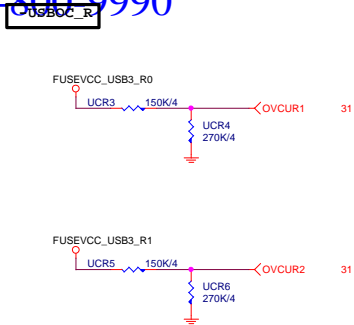 USBOC_R
FUSEVCC_USB3_R0
UCR3 150K/4
OVCUR1 31
UCR4
270K/4
FUSEVCC_USB3_R1
UCR5 150K/4
OVCUR2 31
UCR6
270K/4